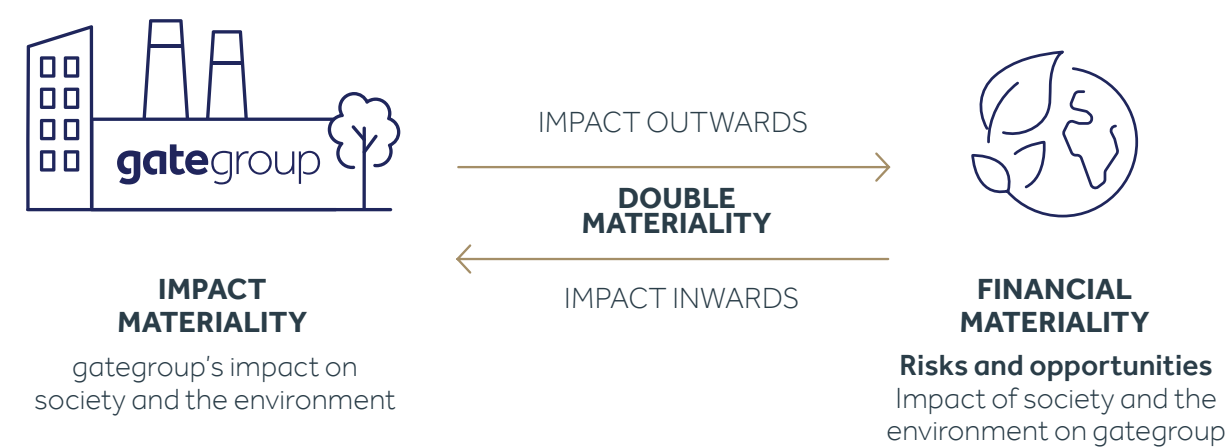 gategroup
IMPACT OUTWARDS
DOUBLE
MATERIALITY
IMPACT INWARDS
IMPACT
MATERIALITY
gategroup's impact on
society and the environment
FINANCIAL
MATERIALITY
Risks and opportunities
Impact of society and the
environment on gategroup